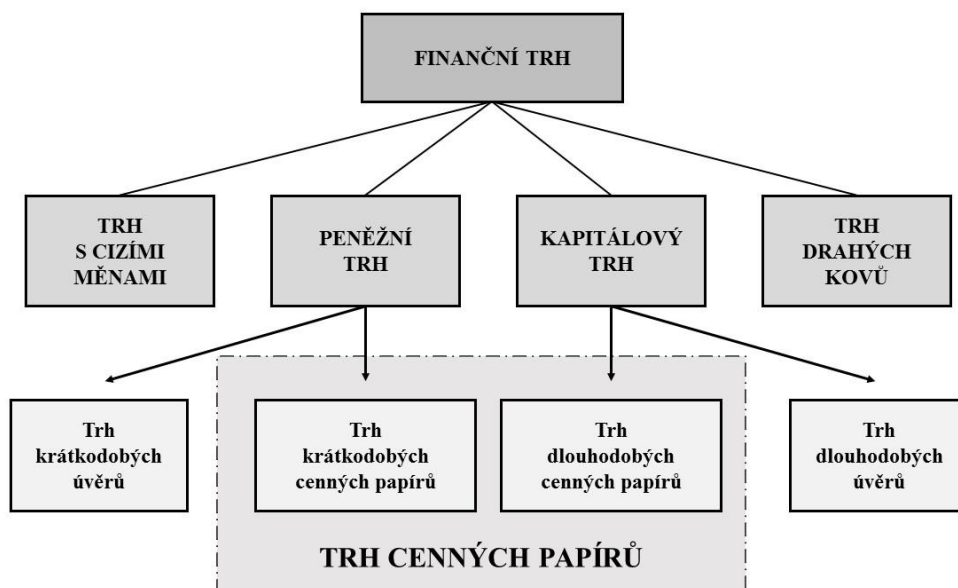 FINANČNÍ TRH
TRH
S CIZÍMI
MĚNAMI
PENĚŽNÍ
TRH
KAPITÁLOVÝ
TRH
TRH
DRAHÝCH
KOVŮ
Trh
krátkodobých
úvěrů
Trh
krátkodobých
cenných papírů
Trh
dlouhodobých
cenných papírů
Trh
dlouhodobých
úvěrů
TRH CENNÝCH PAPÍRŮ